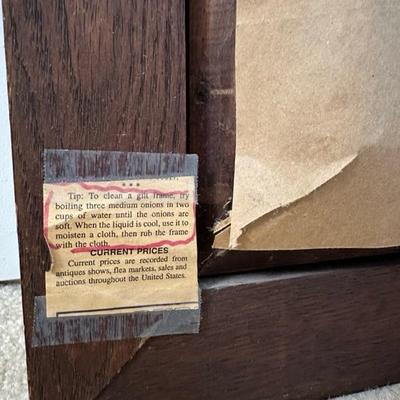 * * *
Tip: To clean a gilt frame, try
boiling three medium onions in two
cups of water until the onions are
soft. When the liquid is cool, use it to
moisten a cloth, then rub the frame
with the cloth.
CURRENT PRICES
Current prices are recorded from
antiques shows, flea markets, sales and
auctions throughout the United States.